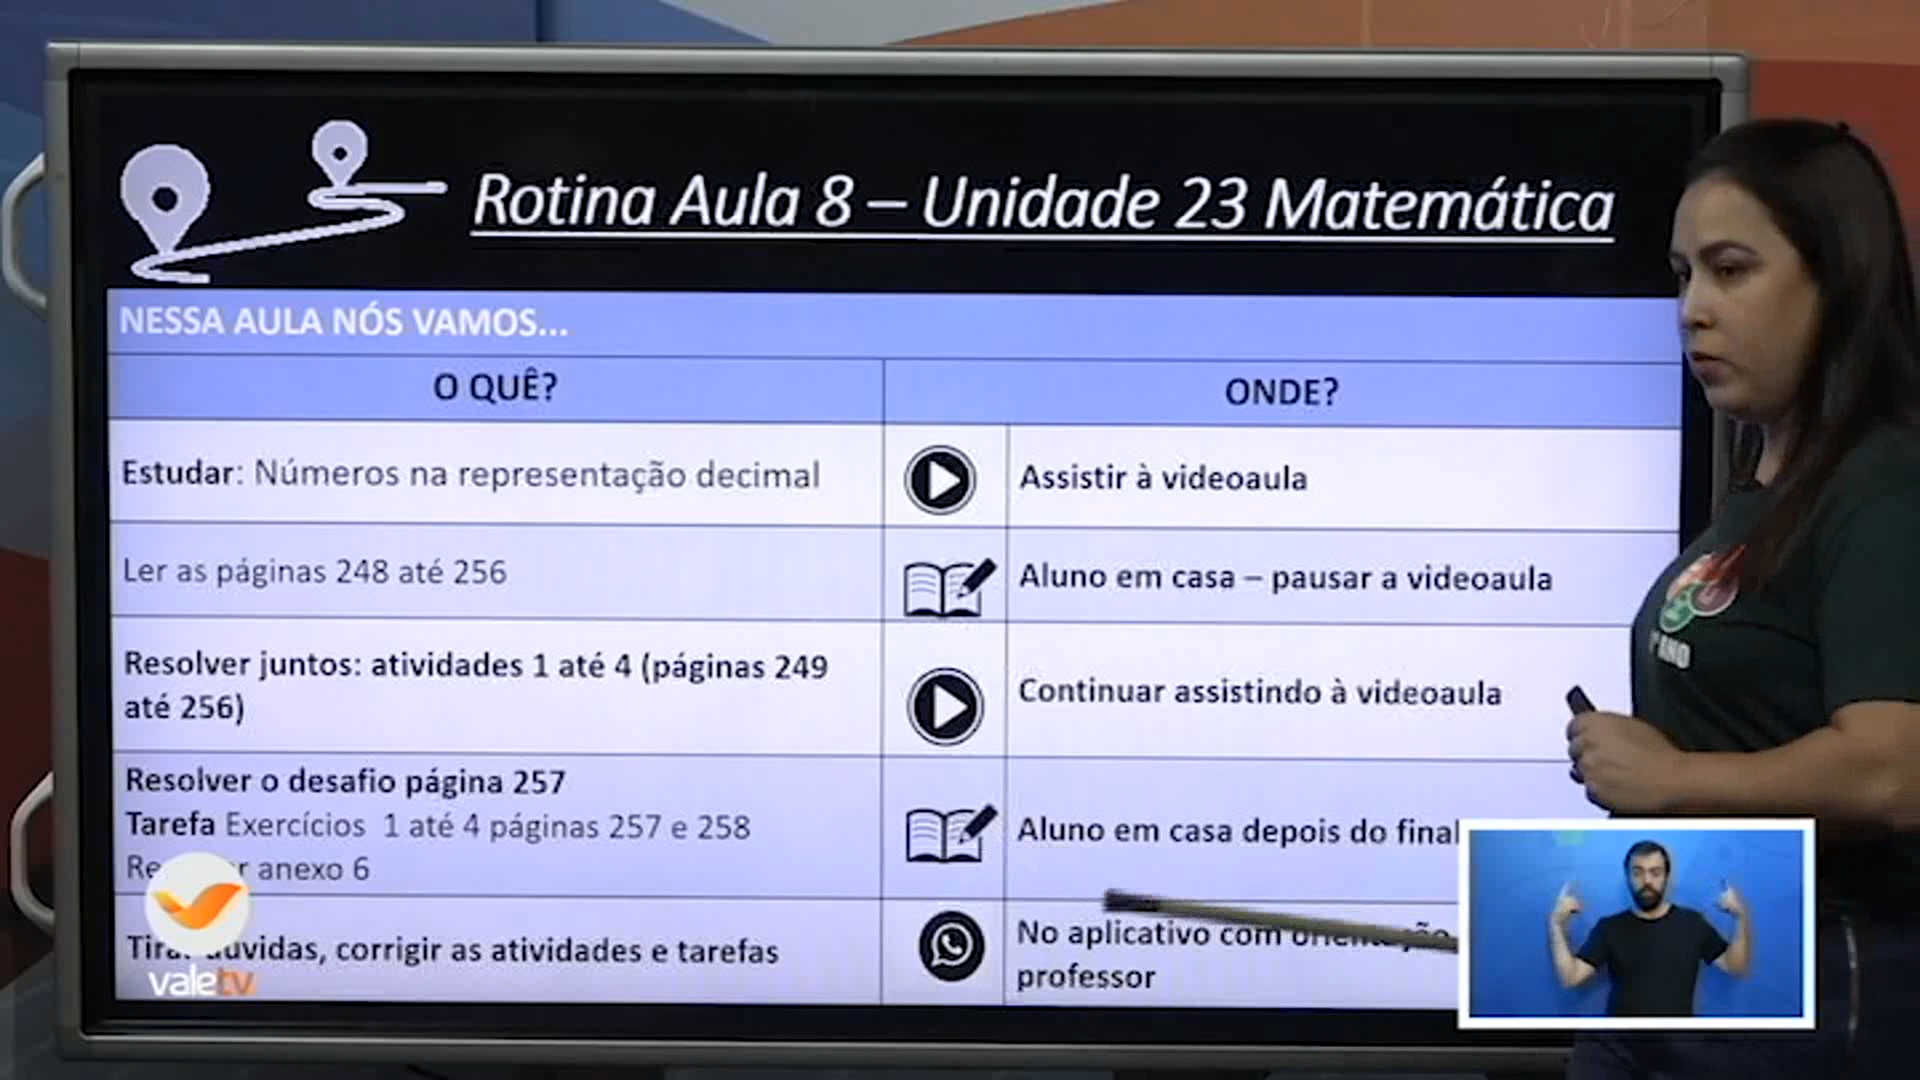 Rotina Aula 8 – Unidade 23 Matemática
NESSA AULA NÓS VAMOS...
O QUÊ?
ONDE?
Estudar: Números na representação decimal
Assistir à videoaula
Ler as páginas 248 até 256
Aluno em casa – pausar a videoaula
Resolver juntos: atividades 1 até 4 (páginas 249
até 256)
Continuar assistindo à videoaula
Resolver o desafio página 257
Tarefa Exercícios 1 até 4 páginas 257 e 258
anexo 6
Aluno em casa depois do final
dúvidas, corrigir as atividades e tarefas
No aplicativo com orientação
professor
valetv
ANO